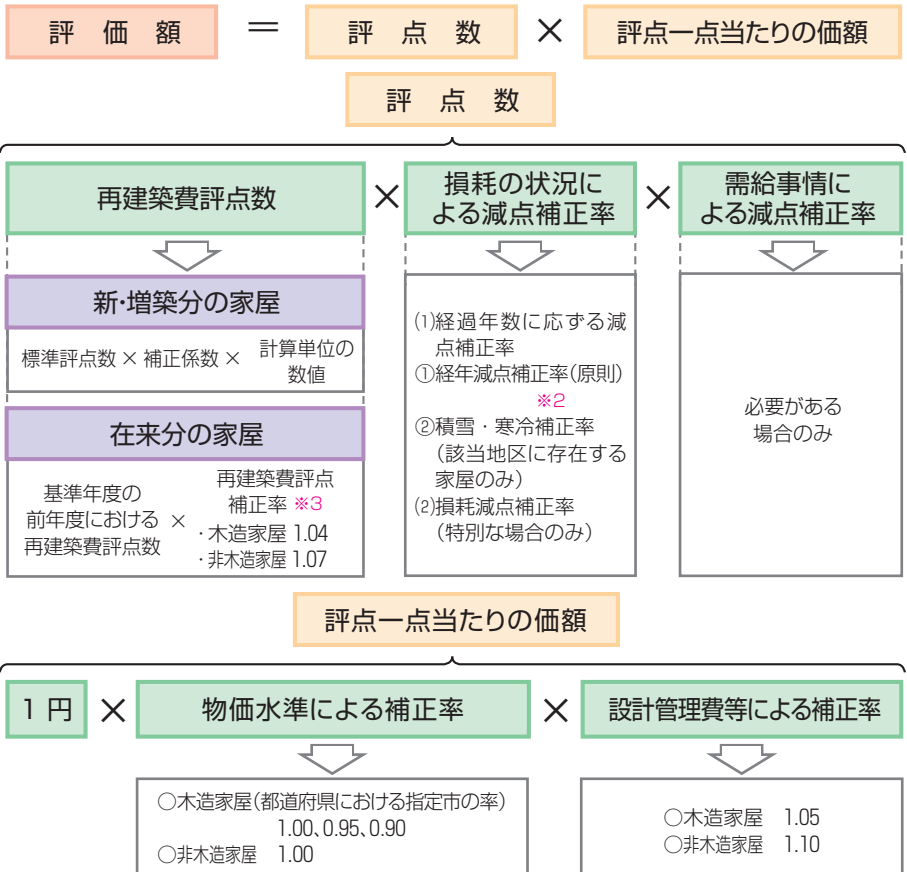 評価額 ＝ 評点数 × 評点一点当たりの価額
評点数
再建築費評点数 × 損耗の状況に
よる減点補正率 × 需給事情に
よる減点補正率
新・増築分の家屋
標準評点数 × 補正係数 × 計算単位の
数値
在来分の家屋
基準年度の
前年度における
再建築費評点数
×
再建築費評点
補正率 ※3
・木造家屋 1.04
・非木造家屋 1.07
⑴経過年数に応ずる減
点補正率
①経年減点補正率(原則)
※2
②積雪・寒冷補正率
(該当地区に存在する
家屋のみ)
⑵損耗減点補正率
(特別な場合のみ)
必要がある
場合のみ
評点一点当たりの価額
1円 × 物価水準による補正率 × 設計管理費等による補正率
○木造家屋(都道府県における指定市の率)
1.00、0.95、0.90
○非木造家屋 1.00
○木造家屋 1.05
○非木造家屋 1.10